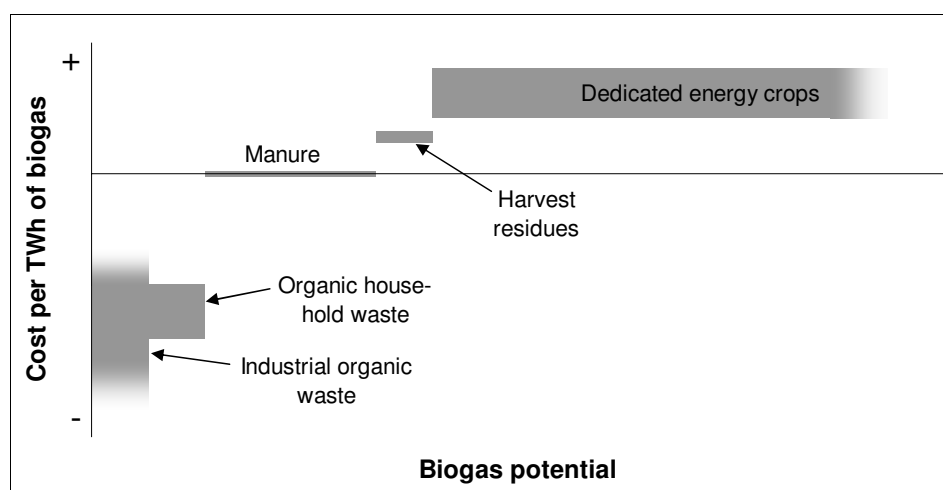 +
Dedicated energy crops
Manure
Harvest
residues
Organic house-
hold waste
Industrial organic
waste
-
Cost per TWh of biogas
Biogas potential